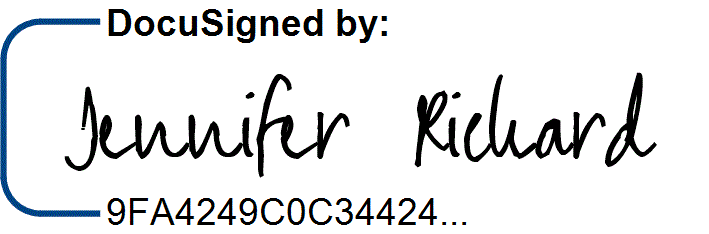 DocuSigned by:
Jennifer Richard
9FA4249C0C34424...